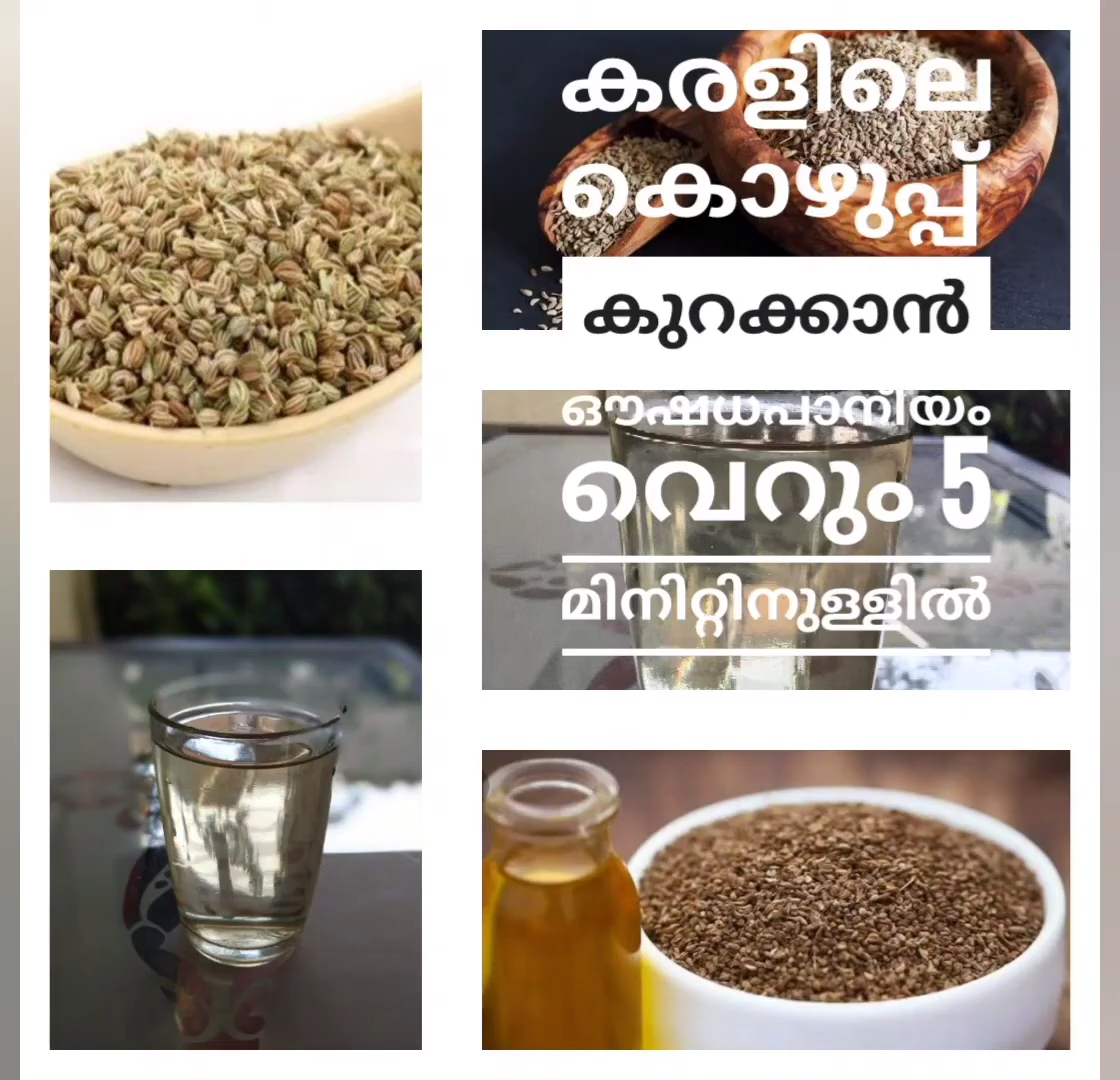 കരളിലെ
കൊഴുപ്പ്
കുറക്കാൻ
ഔഷധപാനീയം
വെറും 5
മിനിറ്റിനുള്ളിൽ